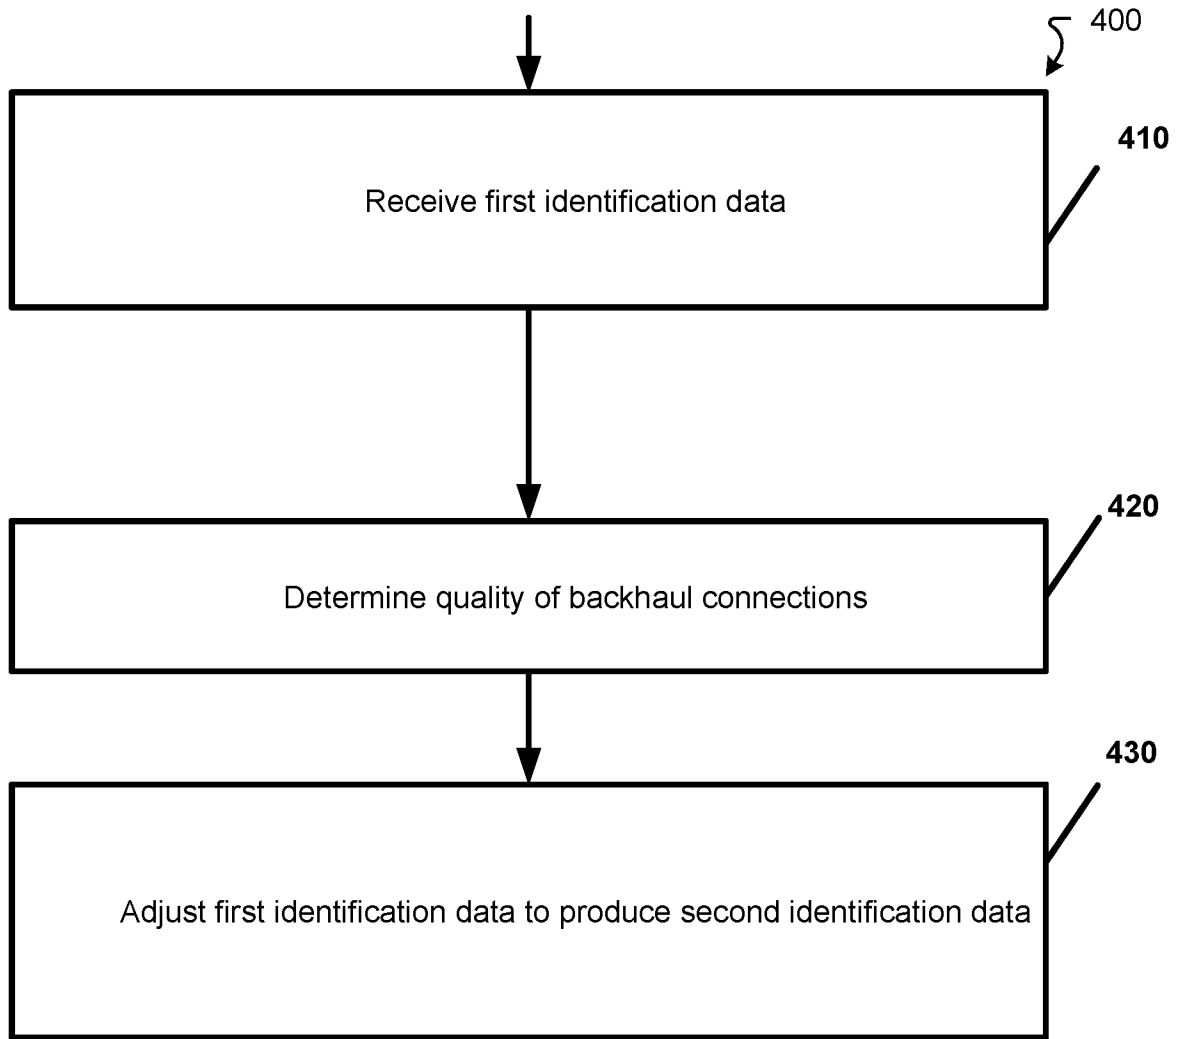 400
410
Receive first identification data
420
Determine quality of backhaul connections
430
Adjust first identification data to produce second identification data